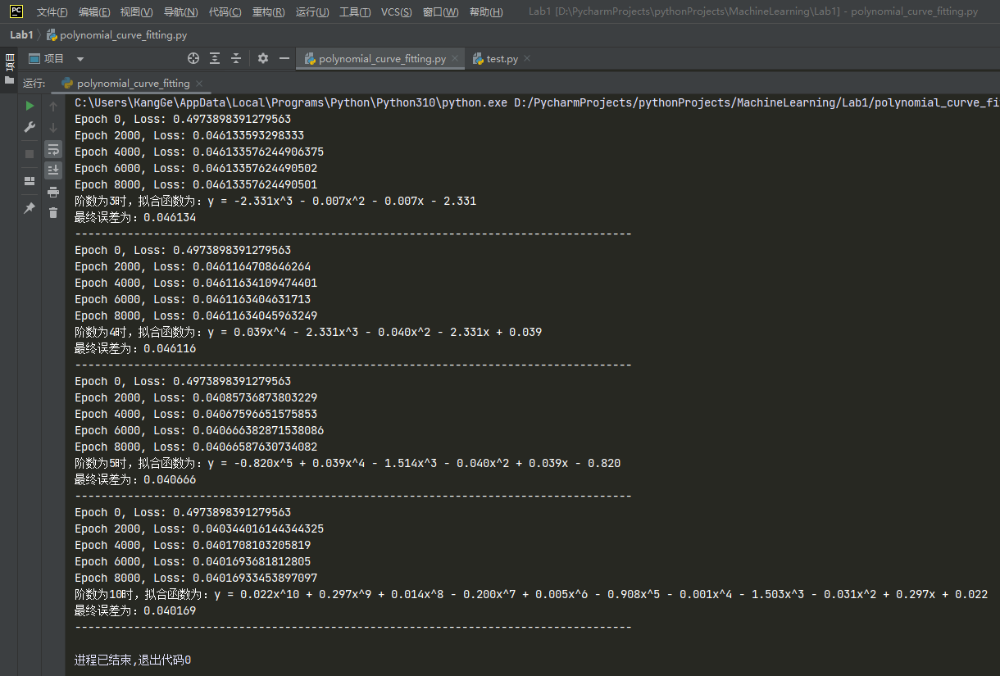 PC 文件(F) 编辑(E) 视图(V) 导航(N) 代码(C) 重构(R) 运行(U) 工具(T) VCS(S) 窗口(W) 帮助(H) Lab1 [D:\PycharmProjects\pythonProjects\MachineLearning\Lab1] - polynomial_curve_fitting.py
Lab1 polynomial_curve_fitting.py
项目 项目 polynomial_curve_fitting.py test.py
运行: polynomial_curve_fitting
C:\Users\KangGe\AppData\Local\Programs\Python\Python310\python.exe D:/PycharmProjects/pythonProjects/MachineLearning/Lab1/polynomial_curve_fi
Epoch 0, Loss: 0.4973898391279563
Epoch 2000, Loss: 0.046133593298333
Epoch 4000, Loss: 0.046133576244906375
Epoch 6000, Loss: 0.04613357624490502
Epoch 8000, Loss: 0.04613357624490501
阶数为3时，拟合函数为：y = -2.331x^3 - 0.007x^2 - 0.007x - 2.331
最终误差为：0.046134
-------------------------------------------------------------------------------------
Epoch 0, Loss: 0.4973898391279563
Epoch 2000, Loss: 0.0461164708646264
Epoch 4000, Loss: 0.04611634109474401
Epoch 6000, Loss: 0.0461163404631713
Epoch 8000, Loss: 0.04611634045963249
阶数为4时，拟合函数为：y = 0.039x^4 - 2.331x^3 - 0.040x^2 - 2.331x + 0.039
最终误差为：0.046116
-------------------------------------------------------------------------------------
Epoch 0, Loss: 0.4973898391279563
Epoch 2000, Loss: 0.04085736873803229
Epoch 4000, Loss: 0.04067596651575853
Epoch 6000, Loss: 0.040666382871538086
Epoch 8000, Loss: 0.04066587630734082
阶数为5时，拟合函数为：y = -0.820x^5 + 0.039x^4 - 1.514x^3 - 0.040x^2 + 0.039x - 0.820
最终误差为：0.040666
-------------------------------------------------------------------------------------
Epoch 0, Loss: 0.4973898391279563
Epoch 2000, Loss: 0.040344016144344325
Epoch 4000, Loss: 0.0401708103205819
Epoch 6000, Loss: 0.0401693681812805
Epoch 8000, Loss: 0.04016933453897097
阶数为10时，拟合函数为：y = 0.022x^10 + 0.297x^9 + 0.014x^8 - 0.200x^7 + 0.005x^6 - 0.908x^5 - 0.001x^4 - 1.503x^3 - 0.031x^2 + 0.297x + 0.022
最终误差为：0.040169
-------------------------------------------------------------------------------------
进程已结束,退出代码0